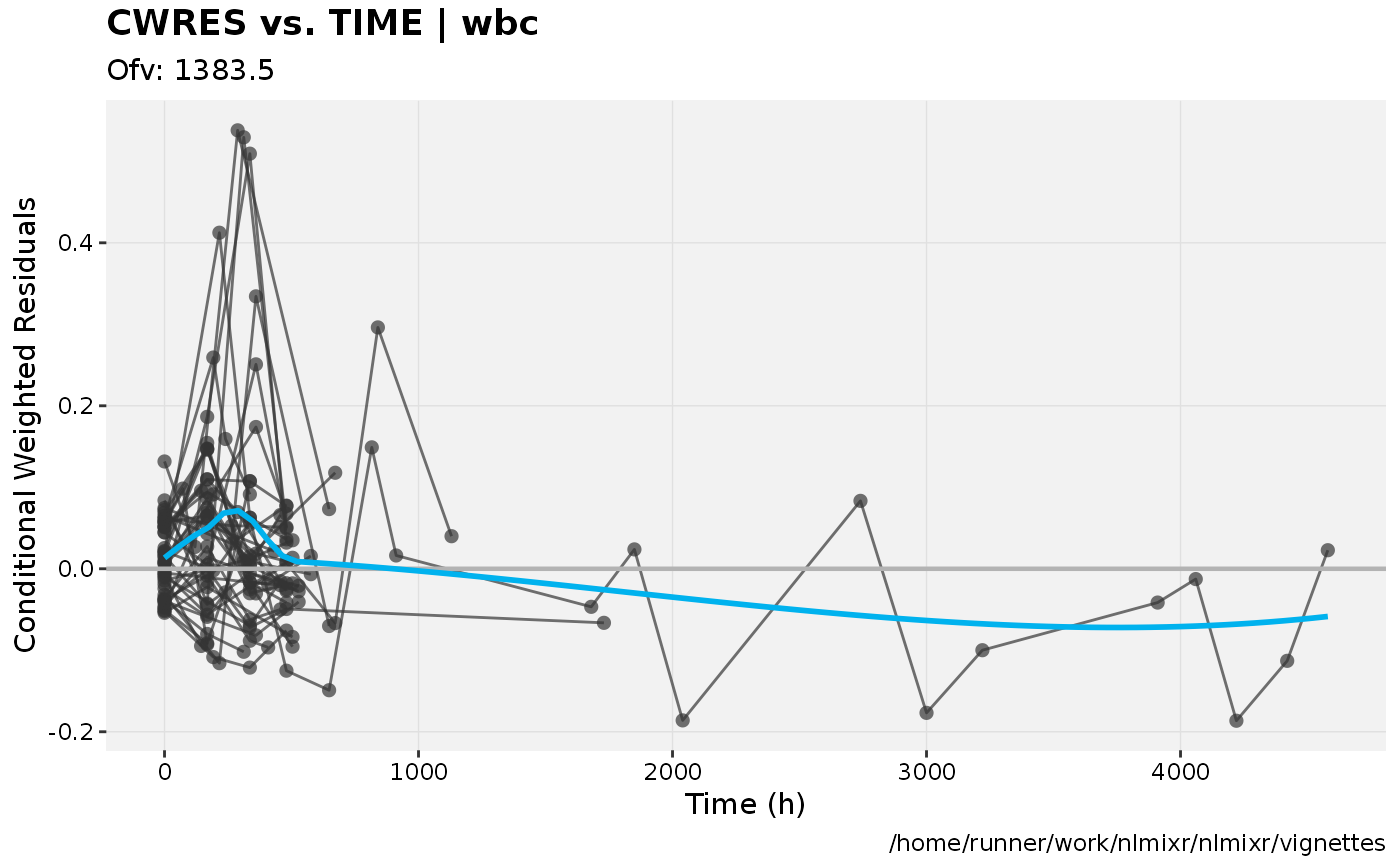 CWRES vs. TIME | wbc
Ofv: 1383.5
Conditional Weighted Residuals
0.4
0.2
0.0
-0.2
0 1000 2000 3000 4000
Time (h)
/home/runner/work/nlmixr/nlmixr/vignettes